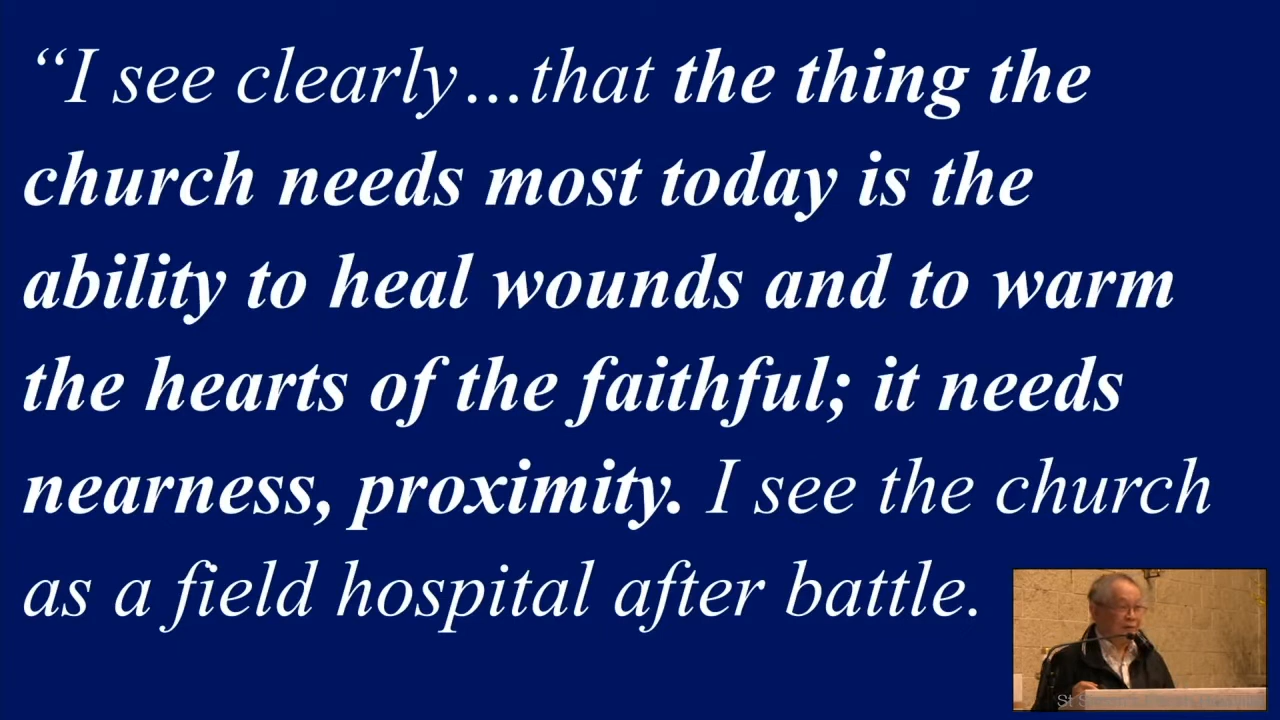 “I see clearly…that the thing the
church needs most today is the
ability to heal wounds and to warm
the hearts of the faithful; it needs
nearness, proximity. I see the church
as a field hospital after battle.
St